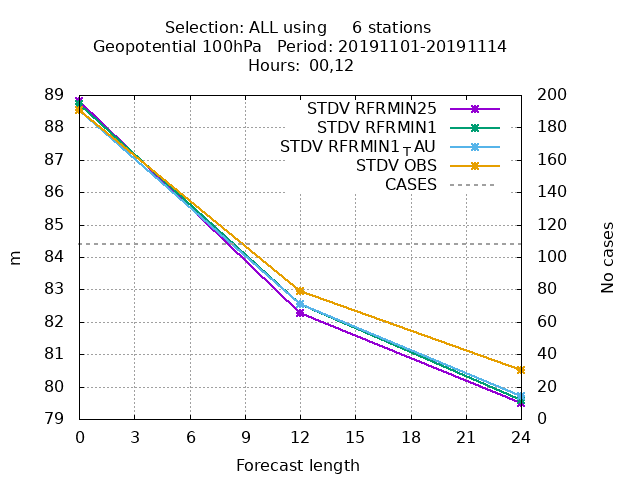 Selection: ALL using     6 stations
Geopotential 100hPa   Period: 20191101-20191114
Hours: 00,12
STDV RFRMIN25
STDV RFRMIN1
STDV RFRMIN1┬AU
STDV OBS
CASES
89
88
87
86
85
84
83
82
81
80
79
m
200
180
160
140
120
100
80
60
40
20
0
No cases
0 3 6 9 12 15 18 21 24
Forecast length